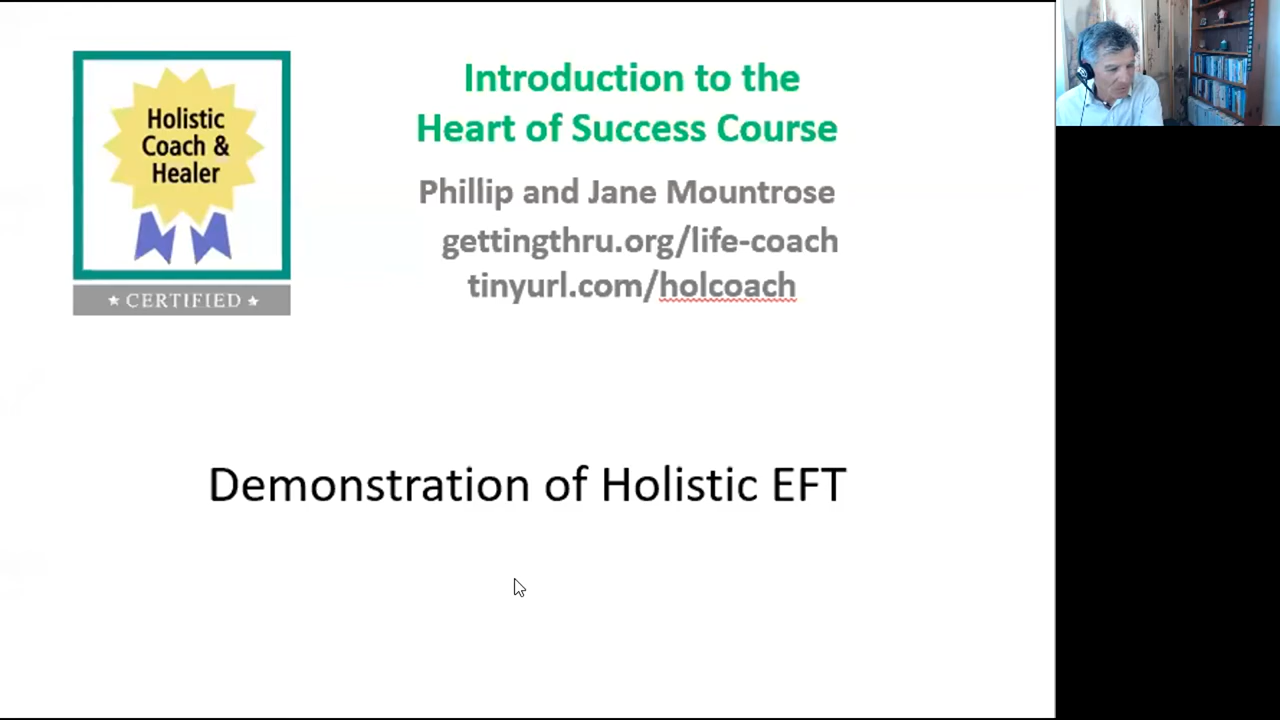 Holistic
Coach &
Healer
★ CERTIFIED ★
Introduction to the
Heart of Success Course
Phillip and Jane Mountrose
gettingthru.org/life-coach
tinyurl.com/holcoach
Demonstration of Holistic EFT